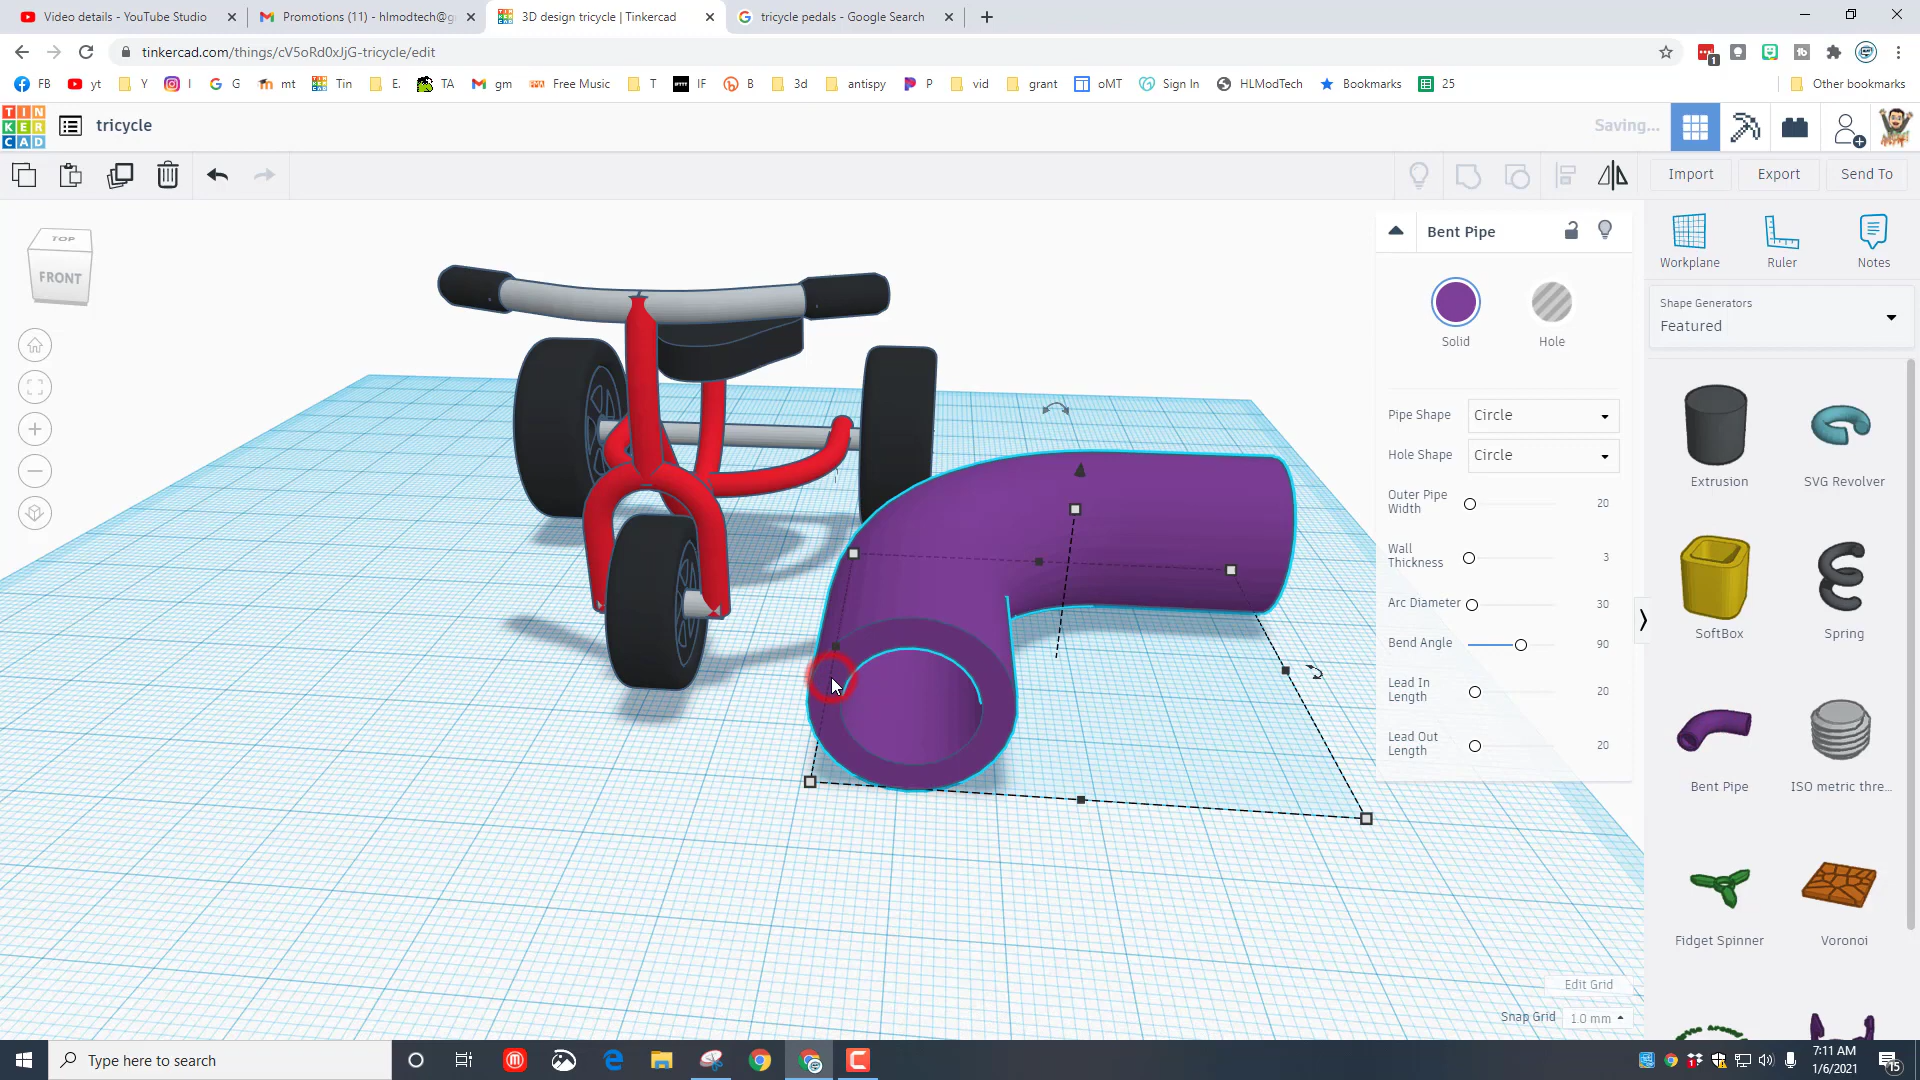 Video details - YouTube Studio
Promotions (11) - hlmodtech@g
3D design tricycle | Tinkercad
tricycle pedals - Google Search
tinkercad.com/things/cV5oRd0xJjG-tricycle/edit
1
FB yt Y I G mt Tin E. TA gm Free Music T IF B 3d antispy P vid grant oMT Sign In HLModTech Bookmarks 25 Other bookmarks
TIN
KER
CAD
tricycle
Saving...
Import
Export
Send To
TOP
FRONT
Bent Pipe
Solid
Hole
Pipe Shape Circle
Hole Shape Circle
Outer Pipe
Width 20
Wall
Thickness 3
Arc Diameter 30
Bend Angle 90
Lead In
Length 20
Lead Out
Length 20
Workplane
Ruler
Notes
Shape Generators
Featured
Extrusion
SVG Revolver
SoftBox
Spring
Bent Pipe
ISO metric thre...
Fidget Spinner
Voronoi
Edit Grid
Snap Grid 1.0 mm
Type here to search
7:11 AM
1/6/2021
15